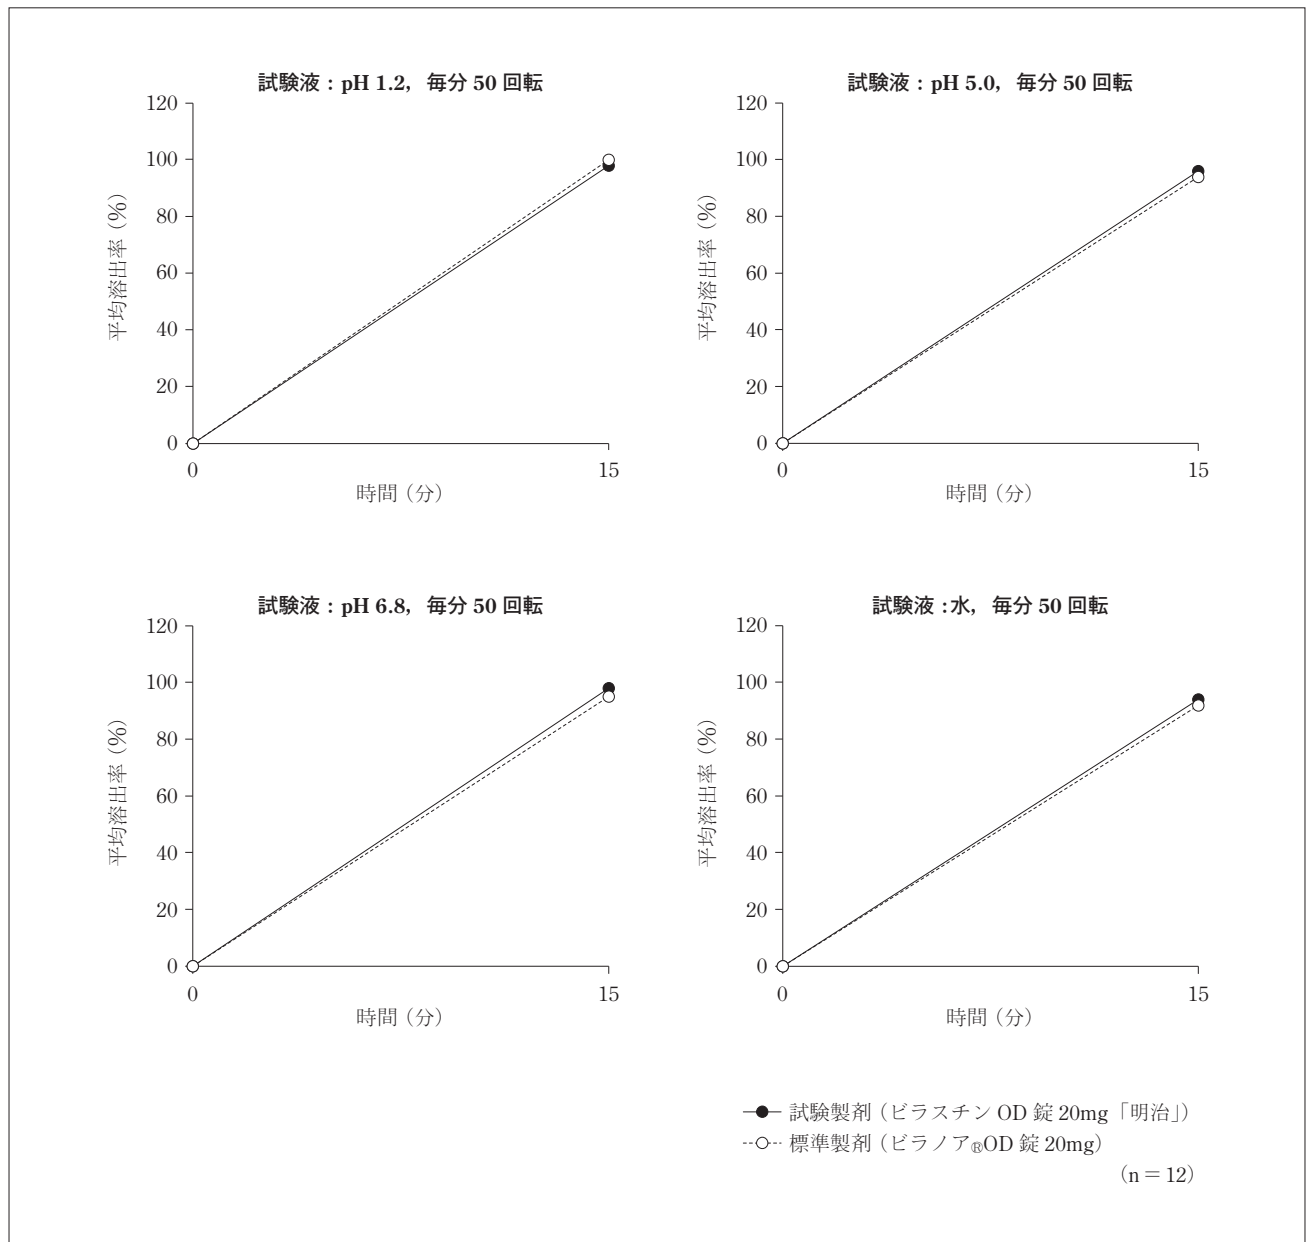 試験液：pH 1.2，毎分 50 回転
120
100
80
60
40
20
0
平均溶出率（%）
0
15
時間（分）
試験液：pH 5.0，毎分 50 回転
120
100
80
60
40
20
0
平均溶出率（%）
0
15
時間（分）
試験液：pH 6.8，毎分 50 回転
120
100
80
60
40
20
0
平均溶出率（%）
0
15
時間（分）
試験液：水，毎分 50 回転
120
100
80
60
40
20
0
平均溶出率（%）
0
15
時間（分）
試験製剤（ビラスチン OD 錠 20mg「明治」）
標準製剤（ビラノア®OD 錠 20mg）
（n＝12）